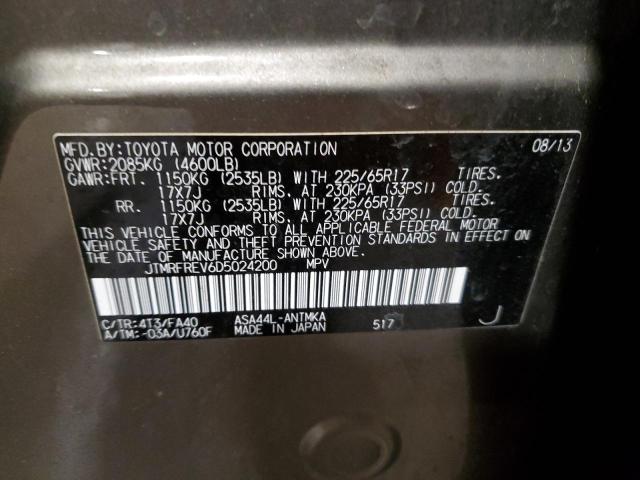 MFD. BY: TOYOTA MOTOR CORPORATION 08/13
GVWR: 2085KG (4600LB)
GAWR: FRT. 1150KG (2535LB) WITH 225/65R17 TIRES.
17X7J RIMS. AT 230KPA (33PSI) COLD.
RR. 1150KG (2535LB) WITH 225/65R17 TIRES.
17X7J RIMS. AT 230KPA (33PSI) COLD.
THIS VEHICLE CONFORMS TO ALL APPLICABLE FEDERAL MOTOR
VEHICLE SAFETY AND THEFT PREVENTION STANDARDS IN EFFECT ON
THE DATE OF MANUFACTURE SHOWN ABOVE.
JTMRFREV6D5024200 MPV
C/TR: 4T3/FA40 ASA44L-ANTMKA
A/TM: -03A/U760F MADE IN JAPAN 517 J